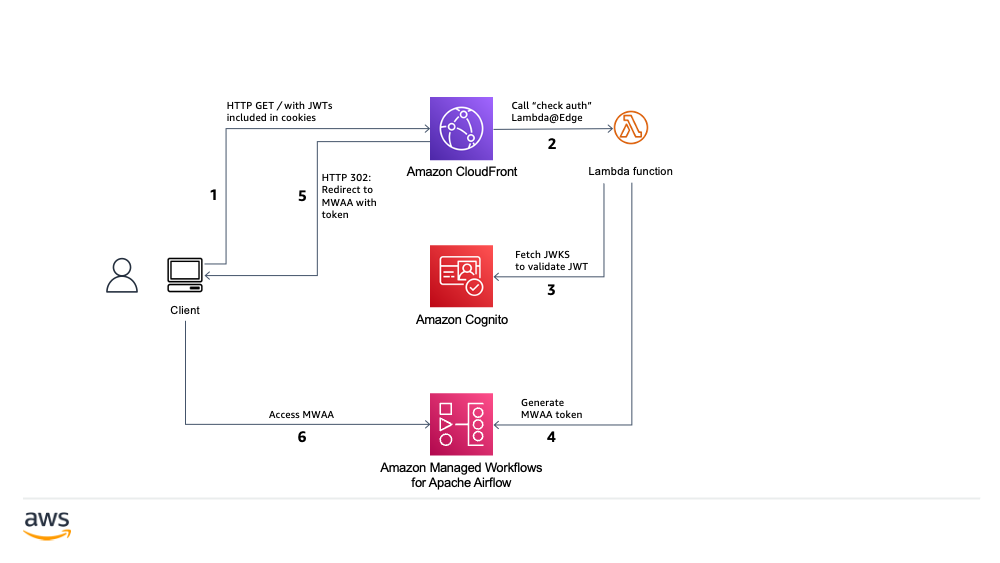 HTTP GET / with JWTs
included in cookies
Call “check auth”
Lambda@Edge
2
Amazon CloudFront
Lambda function
1
5
HTTP 302:
Redirect to
MWAA with
token
Fetch JWKS
to validate JWT
3
Client
Amazon Cognito
Access MWAA
6
Generate
MWAA token
4
Amazon Managed Workflows
for Apache Airflow
aws